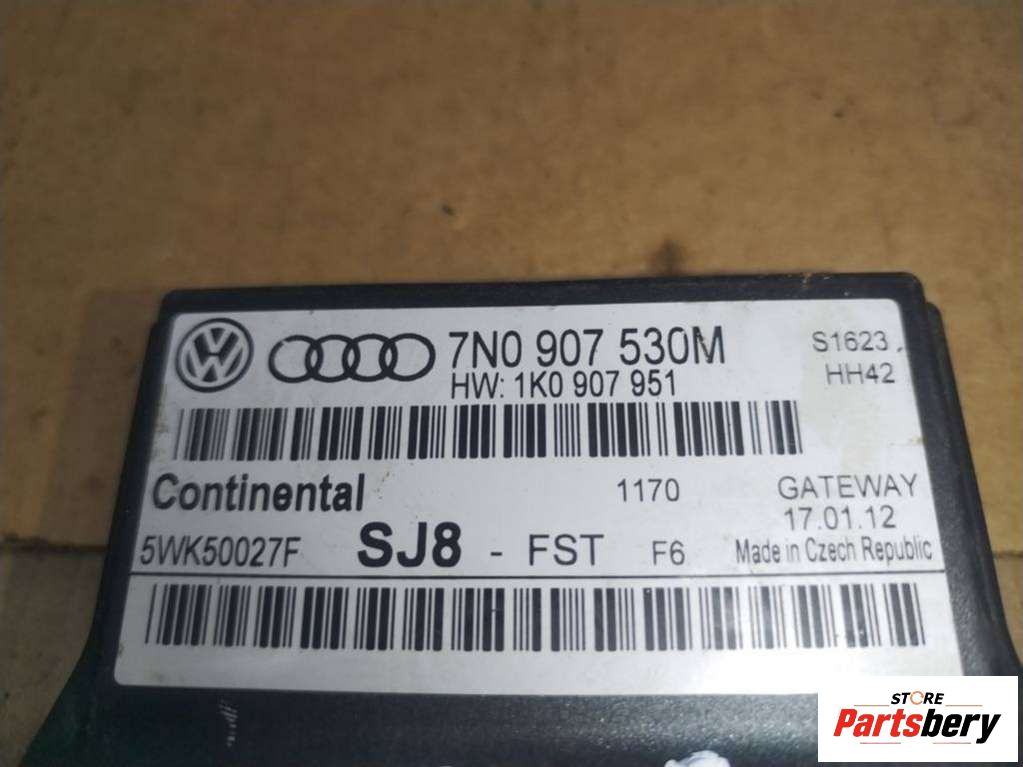 7N0 907 530M
S1623
HW: 1K0 907 951
HH42
Continental
1170
GATEWAY
17.01.12
5WK50027F
SJ8 - FST F6
Made in Czech Republic
STORE
Partsbery